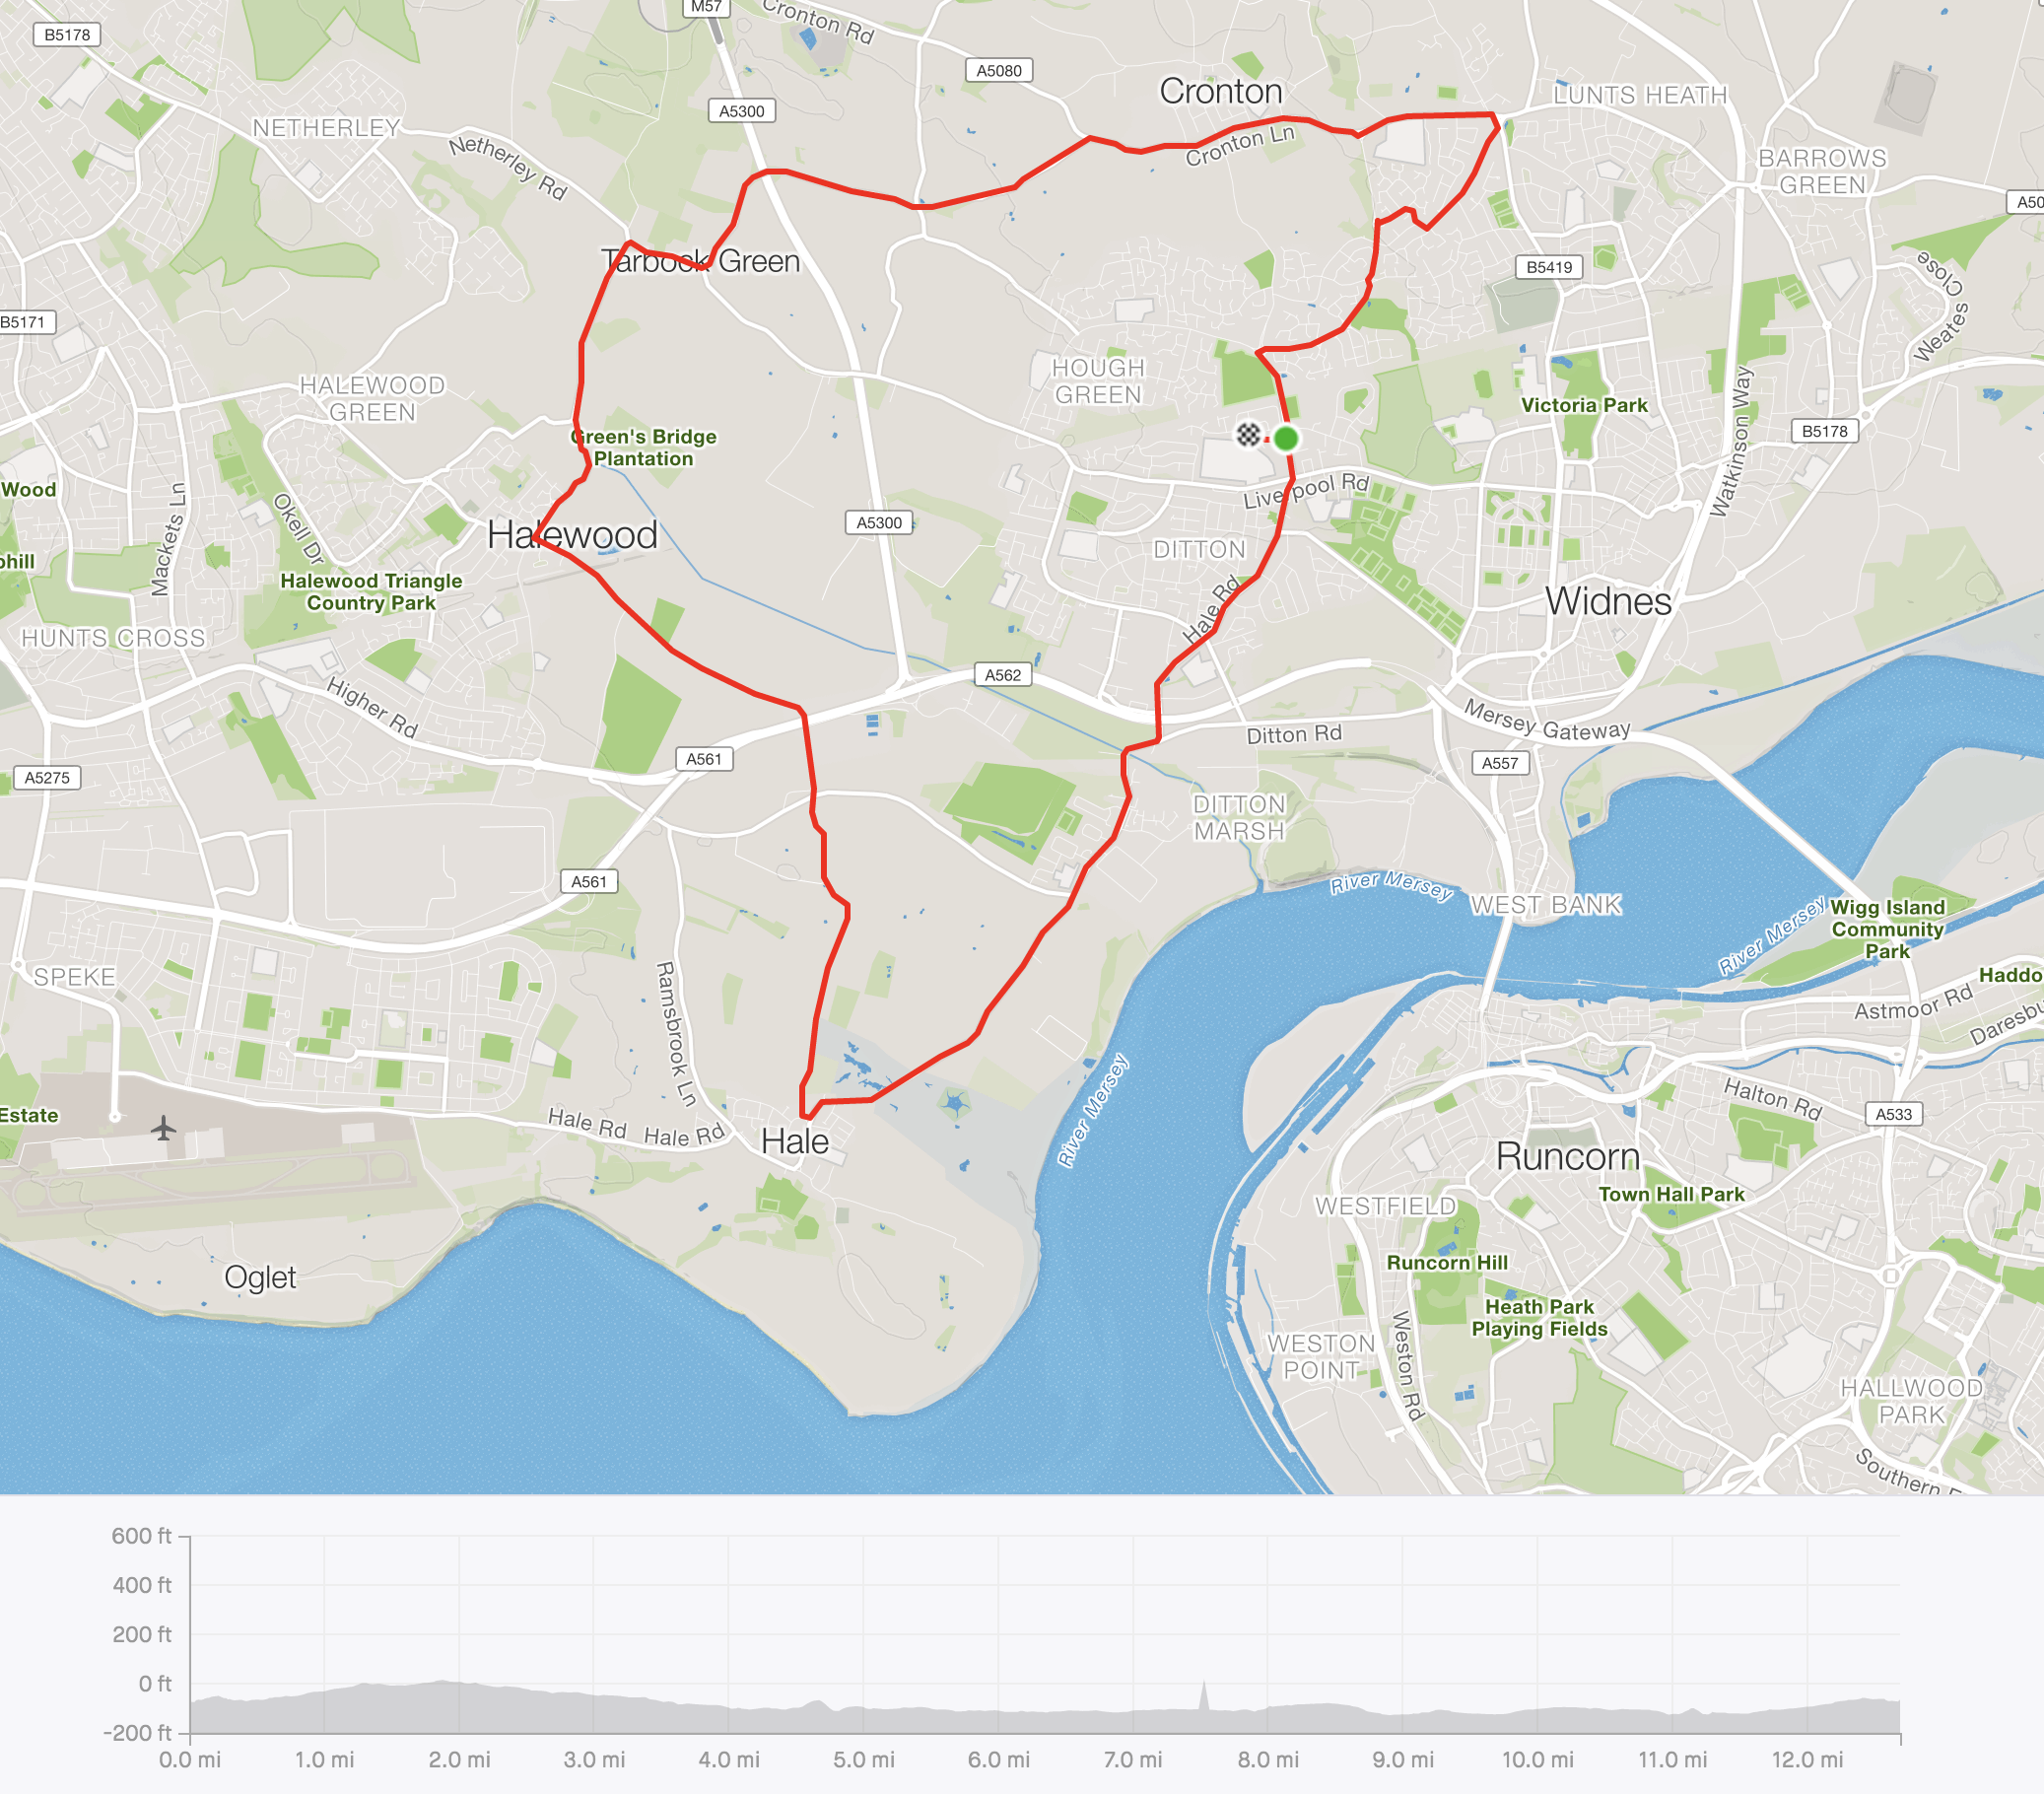 M57
Cronton Rd
B5178
A5080
Cronton
LUNTS HEATH
A5300
NETHERLEY
Netherley Rd
Cronton Ln
BARROWS
GREEN
A50
Tarbock Green
B5419
Weates
Close
B5171
HOUGH
GREEN
HALEWOOD
GREEN
Victoria Park
Watkinson Way
B5178
Green's Bridge
Plantation
Wood
Mackets Ln
Okell Dr
Liverpool Rd
A5300
Halewood
DITTON
ohill
Halewood Triangle
Country Park
Hale Rd
Widnes
HUNTS CROSS
A562
Higher Rd
Mersey Gateway
Ditton Rd
A561
A557
A5275
DITTON
MARSH
A561
River Mersey
WEST BANK
Wigg Island
Community
Park
River Mersey
SPEKE
Haddo
Ramsbrook Ln
Astmoor Rd
Daresbu
River Mersey
Halton Rd
A533
Estate
Hale Rd
Hale Rd
Hale
Runcorn
Town Hall Park
WESTFIELD
Runcorn Hill
Oglet
Heath Park
Playing Fields
WESTON
POINT
Weston Rd
HALLWOOD
PARK
Southern E
600 ft
400 ft
200 ft
0 ft
-200 ft
0.0 mi 1.0 mi 2.0 mi 3.0 mi 4.0 mi 5.0 mi 6.0 mi 7.0 mi 8.0 mi 9.0 mi 10.0 mi 11.0 mi 12.0 mi